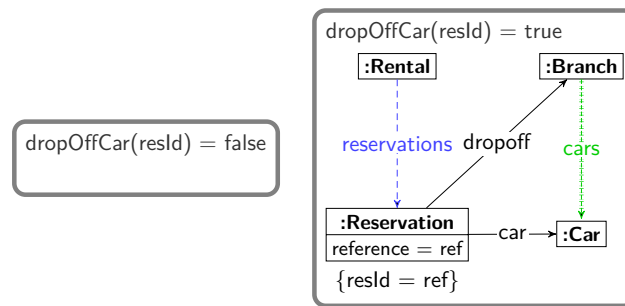 dropOffCar(resId) = false
dropOffCar(resId) = true
:Rental
:Branch
reservations
dropoff
cars
:Reservation
reference = ref
car
:Car
{resId = ref}